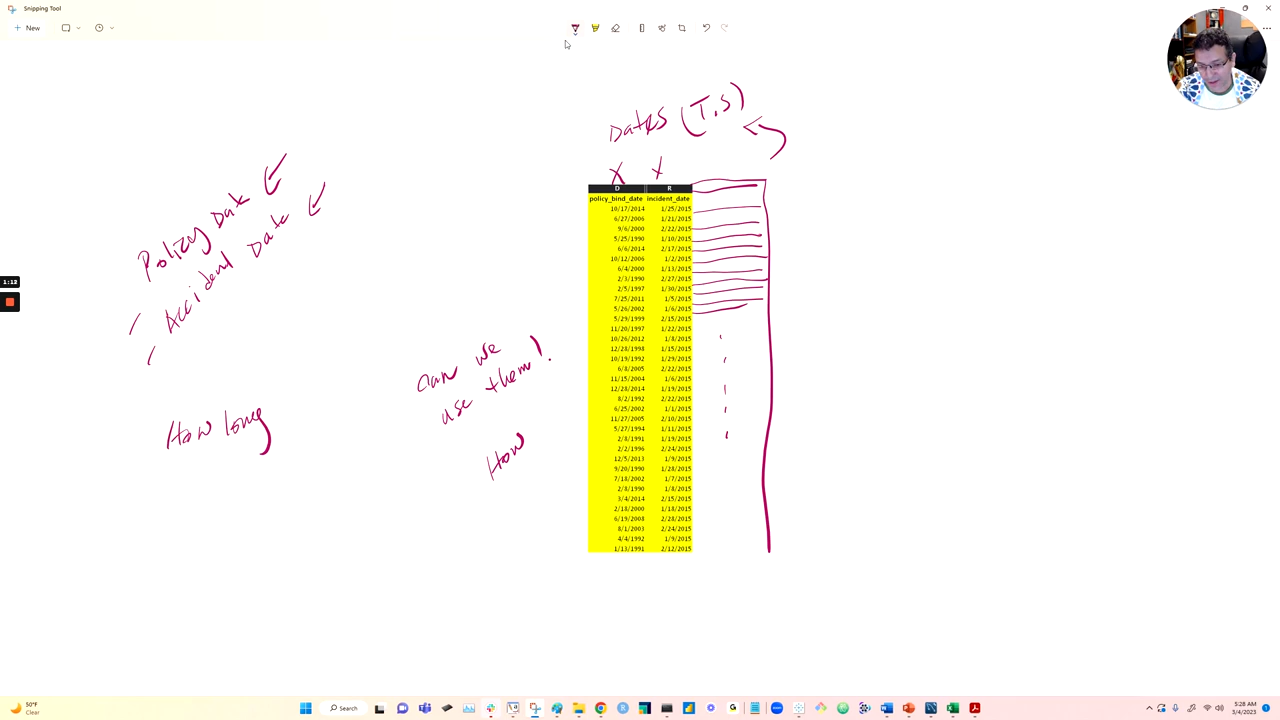 Snipping Tool
New
Dates (T.S)
X X
Policy Date
- Accident Date
-
How long
can we
use them?
How
1:12
D R
policy_bind_date incident_date
10/17/2014 1/25/2015
6/27/2006 1/21/2015
9/6/2000 2/22/2015
5/25/1990 1/10/2015
6/6/2014 2/17/2015
10/12/2006 1/2/2015
6/4/2000 1/13/2015
2/3/1990 2/27/2015
2/5/1997 1/30/2015
7/25/2011 1/5/2015
5/26/2002 1/6/2015
5/29/1999 2/15/2015
11/20/1997 1/22/2015
10/26/2012 1/8/2015
12/28/1998 1/15/2015
10/19/1992 1/29/2015
6/8/2005 2/22/2015
11/15/2004 1/6/2015
12/28/2014 1/19/2015
8/2/1992 2/22/2015
6/25/2002 1/1/2015
11/27/2005 2/10/2015
5/27/1994 1/11/2015
2/8/1991 1/19/2015
2/2/1996 2/24/2015
12/5/2013 1/9/2015
9/20/1990 1/28/2015
7/18/2002 1/7/2015
2/8/1990 1/8/2015
3/4/2014 2/15/2015
2/18/2000 1/18/2015
6/19/2008 2/28/2015
8/1/2003 2/24/2015
4/4/1992 1/9/2015
1/13/1991 2/12/2015
50°F
Clear
Search
5:28 AM
3/4/2023